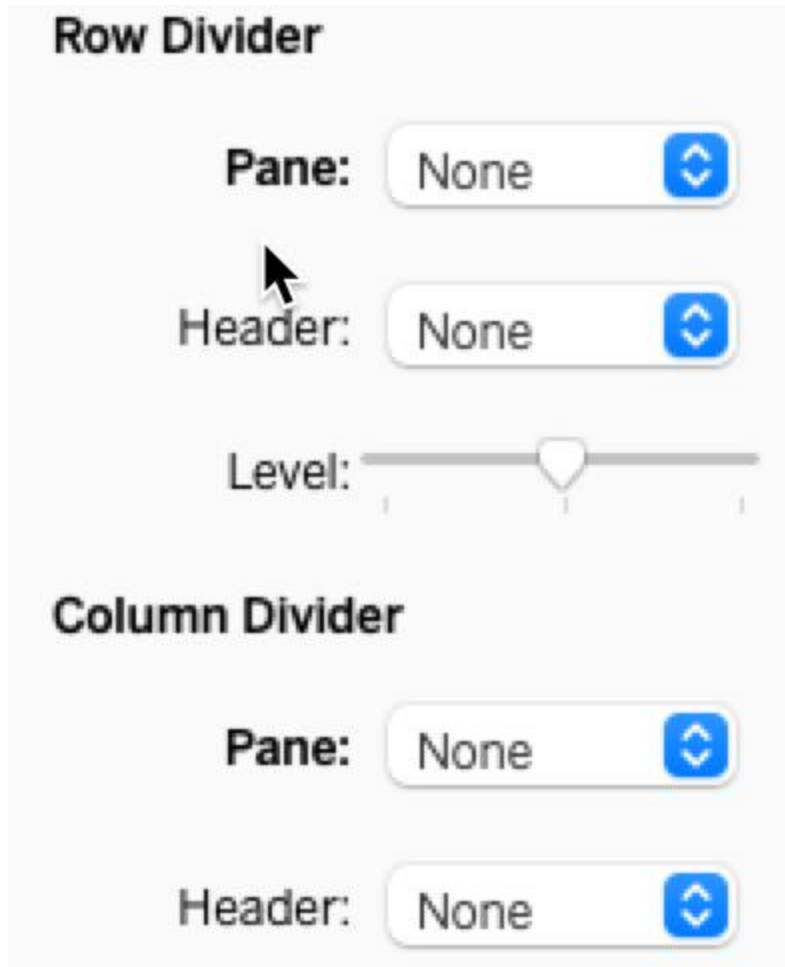 Row Divider
Pane: None
Header: None
Level:
Column Divider
Pane: None
Header: None